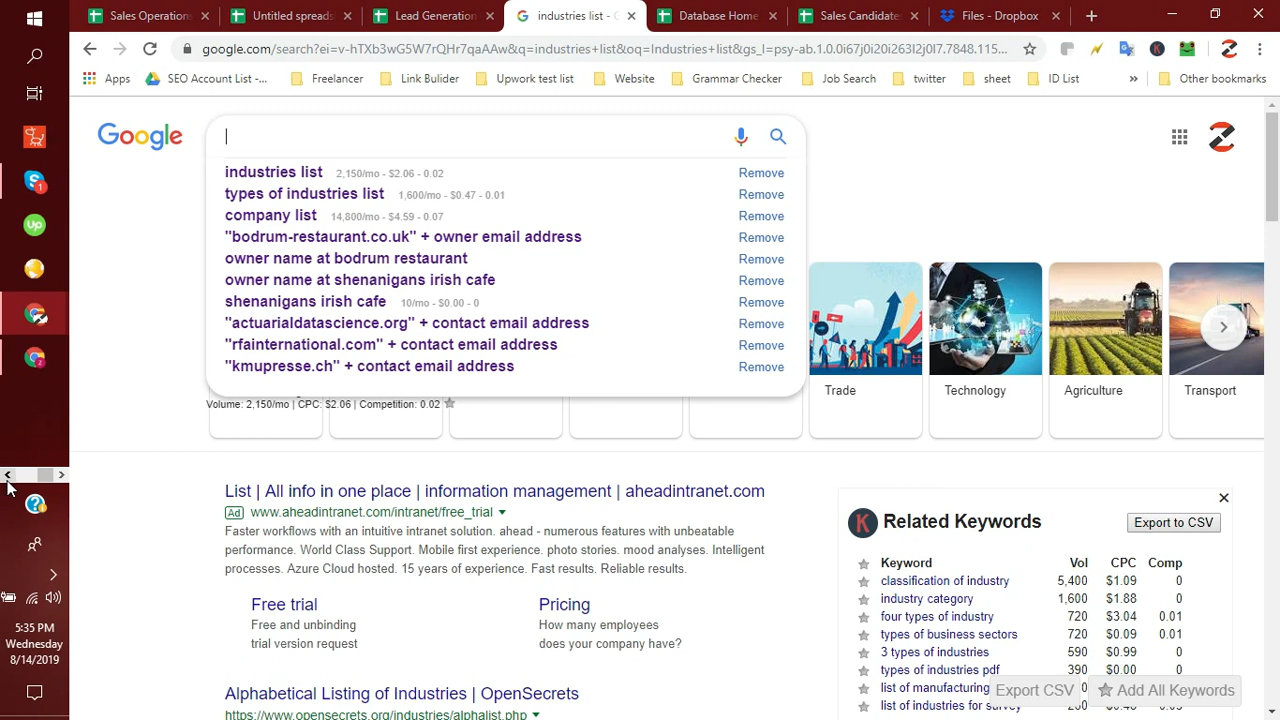 Sales Operation
Untitled spreads
Lead Generation
industries list - G
Database Home
Sales Candidate
Files - Dropbox
google.com/search?ei=v-hTXb3wG5W7rQHr7qaAAw&q=industries+list&oq=Industries+list&gs_l=psy-ab.1.0.0i67j0i20i263l2j0l7.7848.115...
Apps
SEO Account List -...
Freelancer
Link Bulider
Upwork test list
Website
Grammar Checker
Job Search
twitter
sheet
ID List
»
Other bookmarks
Google
industries list 2,150/mo - $2.06 - 0.02 Remove
types of industries list 1,600/mo - $0.47 - 0.01 Remove
company list 14,800/mo - $4.59 - 0.07 Remove
"bodrum-restaurant.co.uk" + owner email address Remove
owner name at bodrum restaurant Remove
owner name at shenanigans irish cafe Remove
shenanigans irish cafe 10/mo - $0.00 - 0 Remove
"actuarialdatascience.org" + contact email address Remove
"rfainternational.com" + contact email address Remove
"kmupresse.ch" + contact email address Remove
Trade
Technology
Agriculture
Transport
Volume: 2,150/mo | CPC: $2.06 | Competition: 0.02
List | All info in one place | information management | aheadintranet.com
Ad www.aheadintranet.com/intranet/free_trial
Faster workflows with an intuitive intranet solution. ahead - numerous features with unbeatable
performance. World Class Support. Mobile first experience. photo stories. mood analyses. Intelligent
processes. Azure Cloud hosted. 15 years of experience. Fast results. Reliable results.
Free trial
Free and unbinding
trial version request
Pricing
How many employees
does your company have?
Alphabetical Listing of Industries | OpenSecrets
https://www.opensecrets.org/industries/alphalist.php
K Related Keywords
Export to CSV
Keyword Vol CPC Comp
classification of industry 5,400 $1.09 0
industry category 1,600 $1.88 0
four types of industry 720 $3.04 0.01
types of business sectors 720 $0.09 0.01
3 types of industries 590 $0.99 0
types of industries pdf 390 $0.00 0
list of manufacturing
list of industries for survey
Export CSV
Add All Keywords
Up
1
2
5:35 PM
Wednesday
8/14/2019